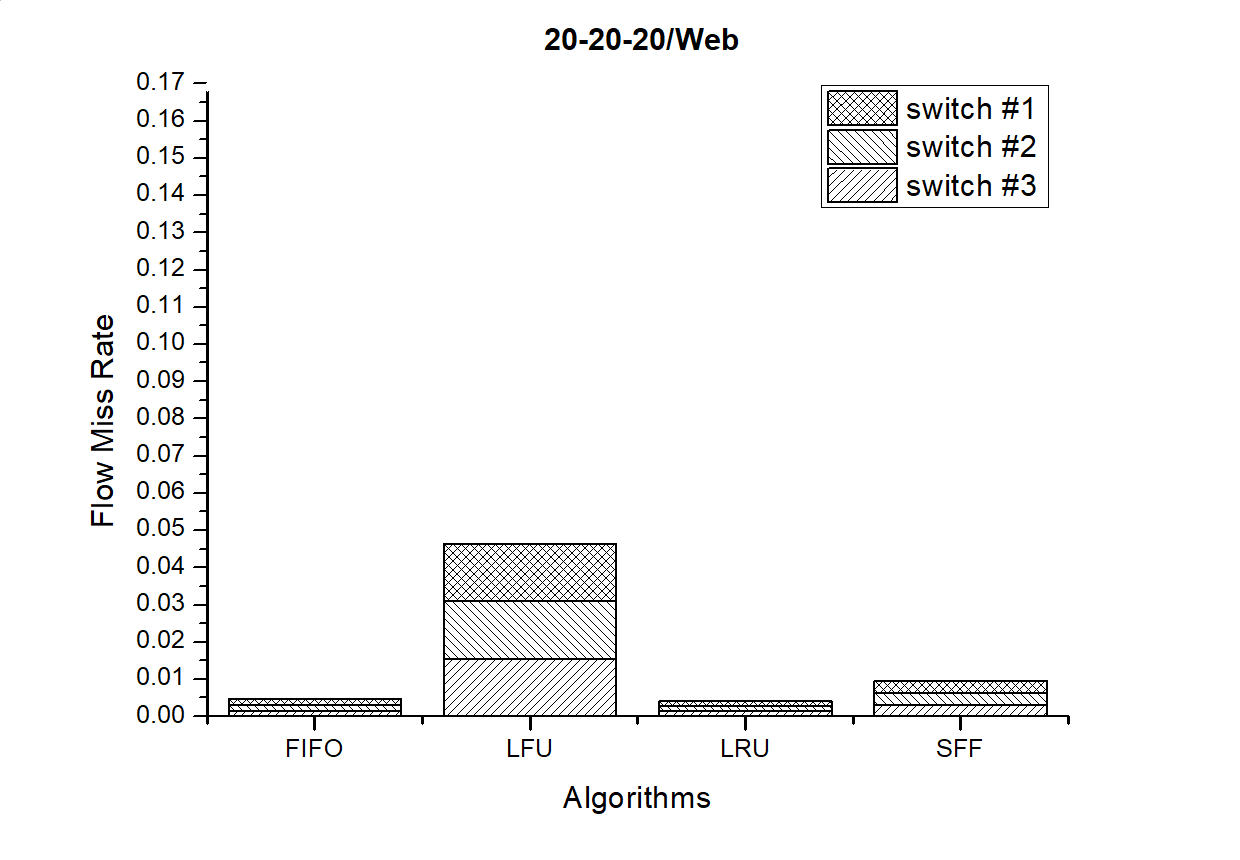 20-20-20/Web
switch #1
switch #2
switch #3
Flow Miss Rate
0.17
0.16
0.15
0.14
0.13
0.12
0.11
0.10
0.09
0.08
0.07
0.06
0.05
0.04
0.03
0.02
0.01
0.00
FIFO LFU LRU SFF
Algorithms